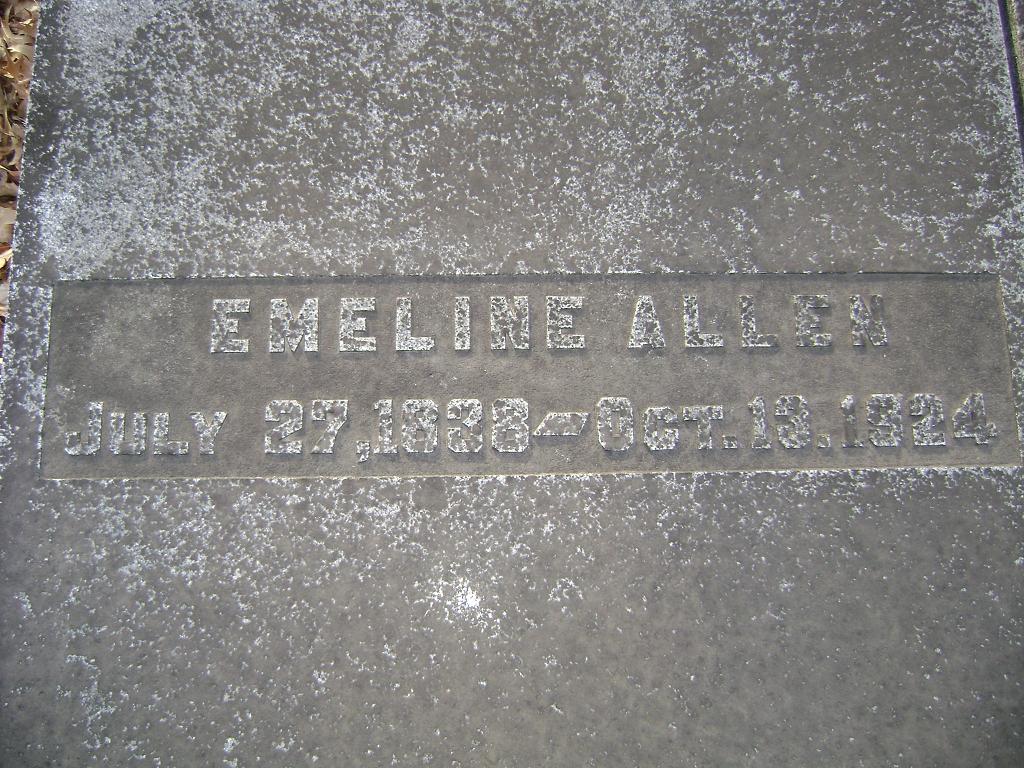 EMELINE ALLEN
JULY 27, 1838 – OCT. 13. 1924